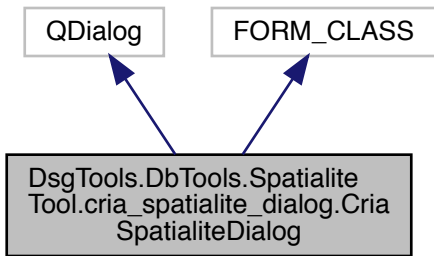 QDialog
FORM_CLASS
DsgTools.DbTools.Spatialite
Tool.cria_spatialite_dialog.Cria
SpatialiteDialog